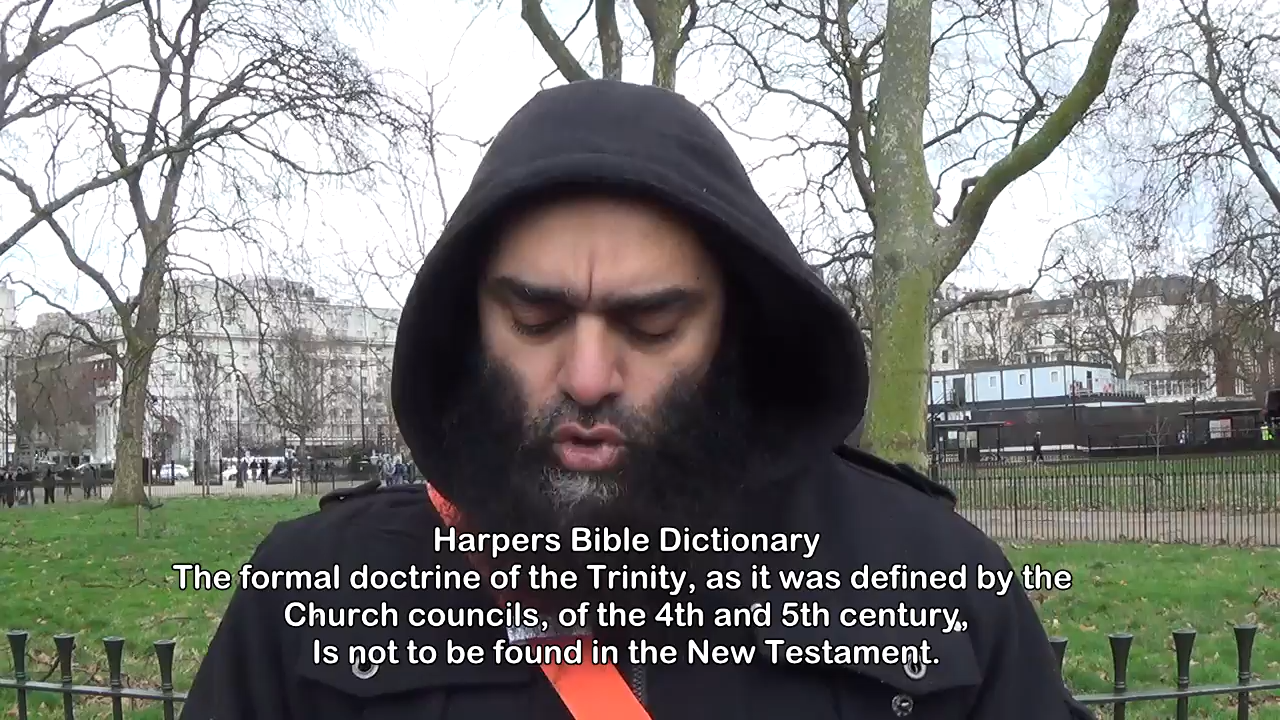 Harpers Bible Dictionary
The formal doctrine of the Trinity, as it was defined by the
Church councils, of the 4th and 5th century,,
Is not to be found in the New Testament.